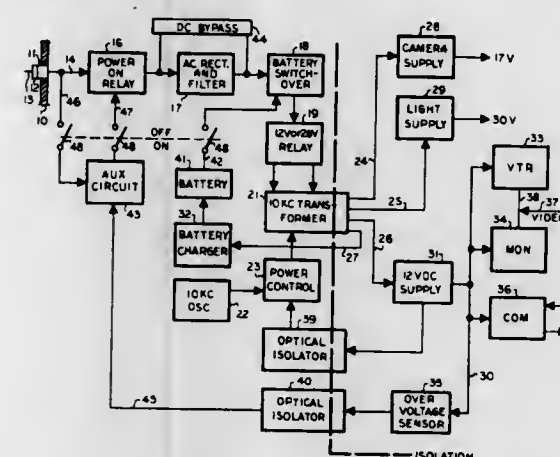 DC BYPASS
44
11
12
13
10
14
46
16
POWER
ON
RELAY
47
AC RECT.
AND
FILTER
17
18
BATTERY
SWITCH-
OVER
19
12V OR 28V
RELAY
28
CAMERA
SUPPLY
17V
29
LIGHT
SUPPLY
30V
24
25
26
27
48
48
48
OFF
ON
42
41
BATTERY
AUX
CIRCUIT
43
32
BATTERY
CHARGER
21
10KC TRANS
FORMER
33
VTR
38
37
VIDEO
34
MON
31
12 VDC
SUPPLY
36
COM
23
POWER
CONTROL
10KC
OSC
22
39
OPTICAL
ISOLATOR
30
40
OPTICAL
ISOLATOR
45
35
OVER
VOLTAGE
SENSOR
ISOLATION